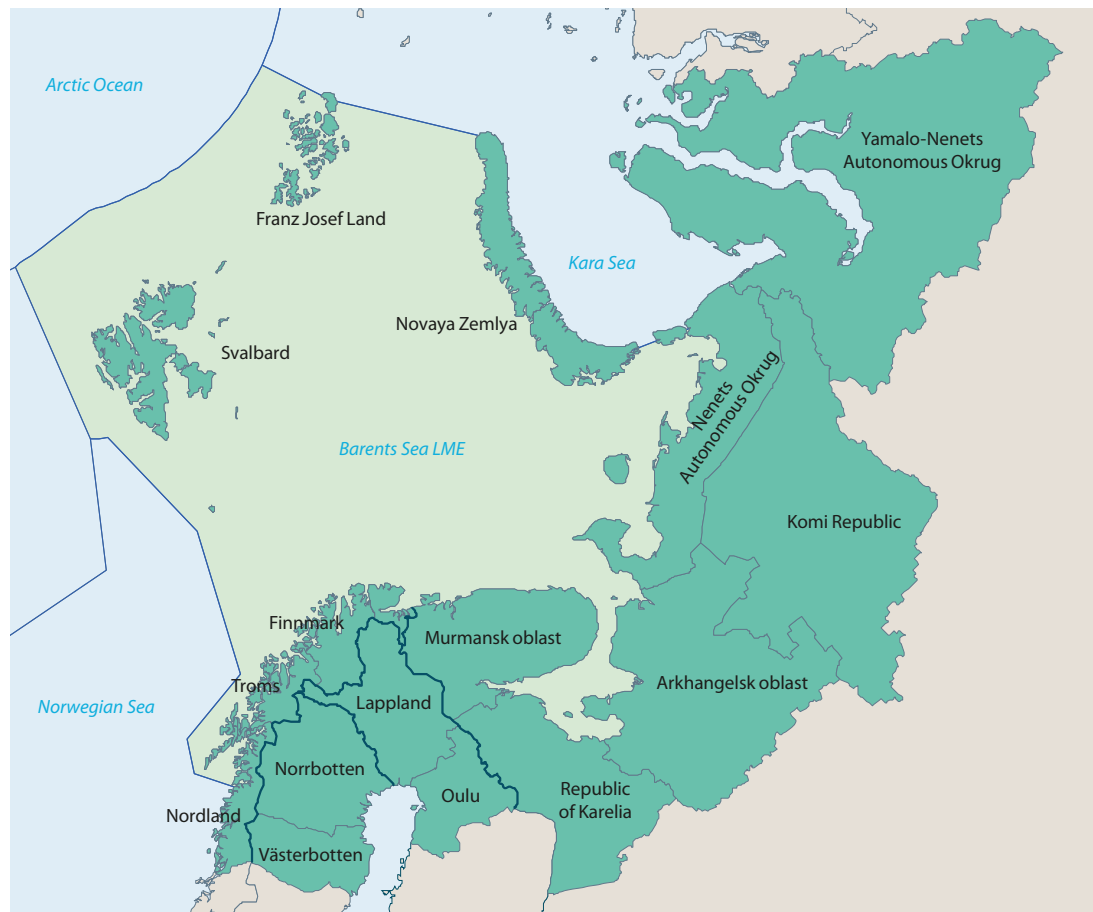 Arctic Ocean
Yamalo-Nenets
Autonomous Okrug
Franz Josef Land
Kara Sea
Novaya Zemlya
Svalbard
Nenets
Autonomous Okrug
Barents Sea LME
Komi Republic
Finnmark
Murmansk oblast
Troms
Arkhangelsk oblast
Lappland
Norwegian Sea
Norrbotten
Republic
of Karelia
Oulu
Nordland
Västerbotten